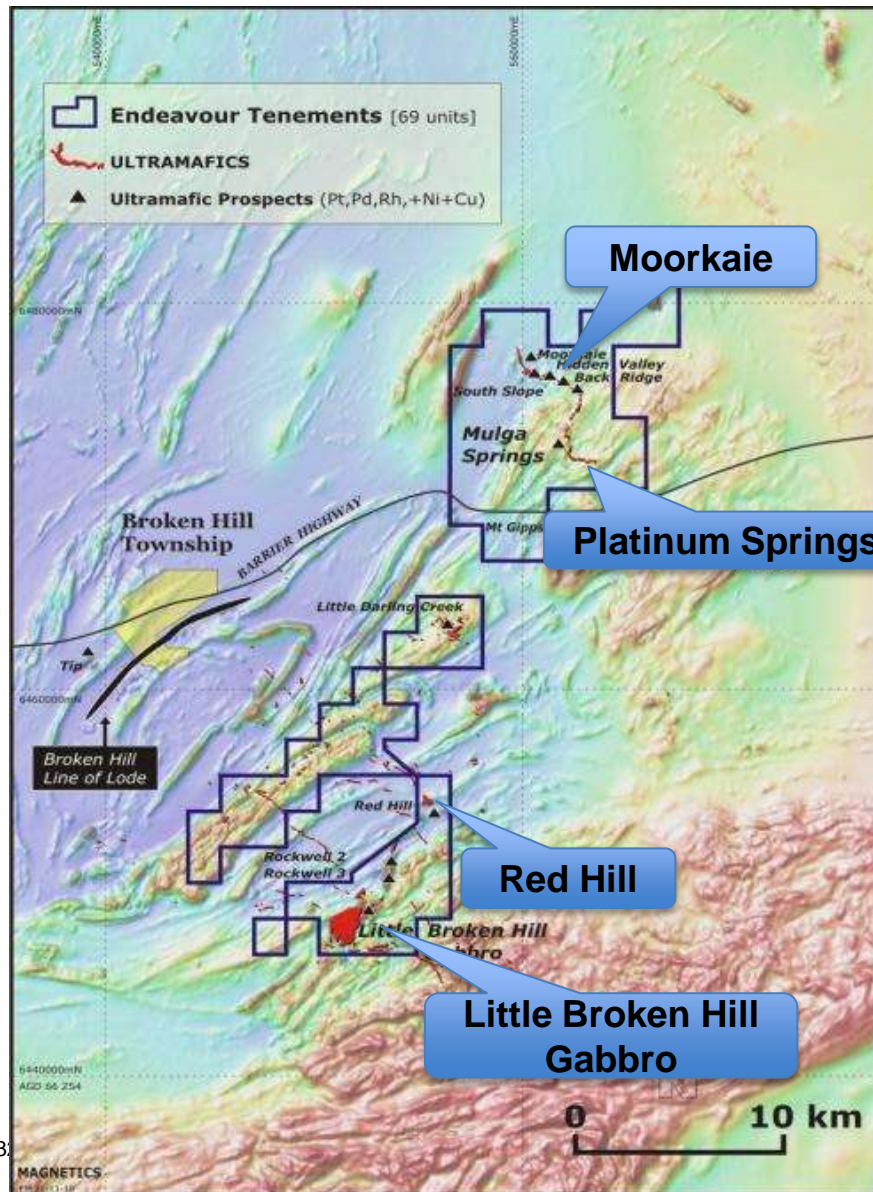 540000mE
560000mE
Endeavour Tenements [69 units]
ULTRAMAFICS
Ultramafic Prospects (Pt,Pd,Rh,+Ni+Cu)
Moorkaie
6480000mN
Moorkaie
Hidden Valley
South Slope Back Ridge
Mulga
Springs
Broken Hill
Township
BARRIER HIGHWAY
Mt Gipps
Platinum Springs
Little Darling Creek
Tip
6460000mN
Broken Hill
Line of Lode
Red Hill
Rockwell 2
Rockwell 3
Red Hill
Little Broken Hill
Little Broken Hill
Gabbro
6440000mN
AGD 66 Z54
0 10 km
MAGNETICS